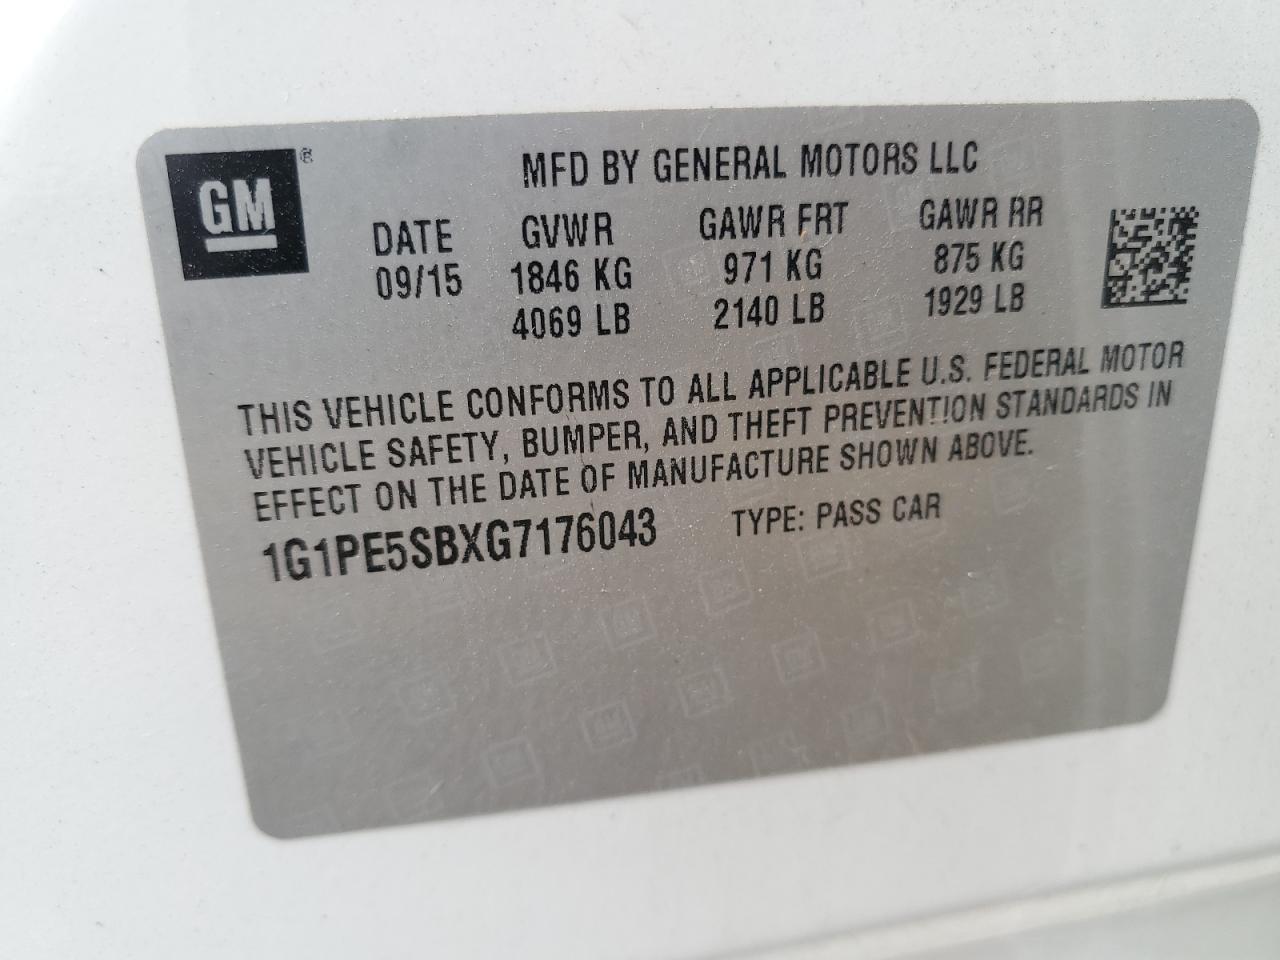 GM®
MFD BY GENERAL MOTORS LLC
DATE GVWR GAWR FRT GAWR RR
09/15 1846 KG 971 KG 875 KG
4069 LB 2140 LB 1929 LB
THIS VEHICLE CONFORMS TO ALL APPLICABLE U.S. FEDERAL MOTOR
VEHICLE SAFETY, BUMPER, AND THEFT PREVENTION STANDARDS IN
EFFECT ON THE DATE OF MANUFACTURE SHOWN ABOVE.
1G1PE5SBXG7176043 TYPE: PASS CAR